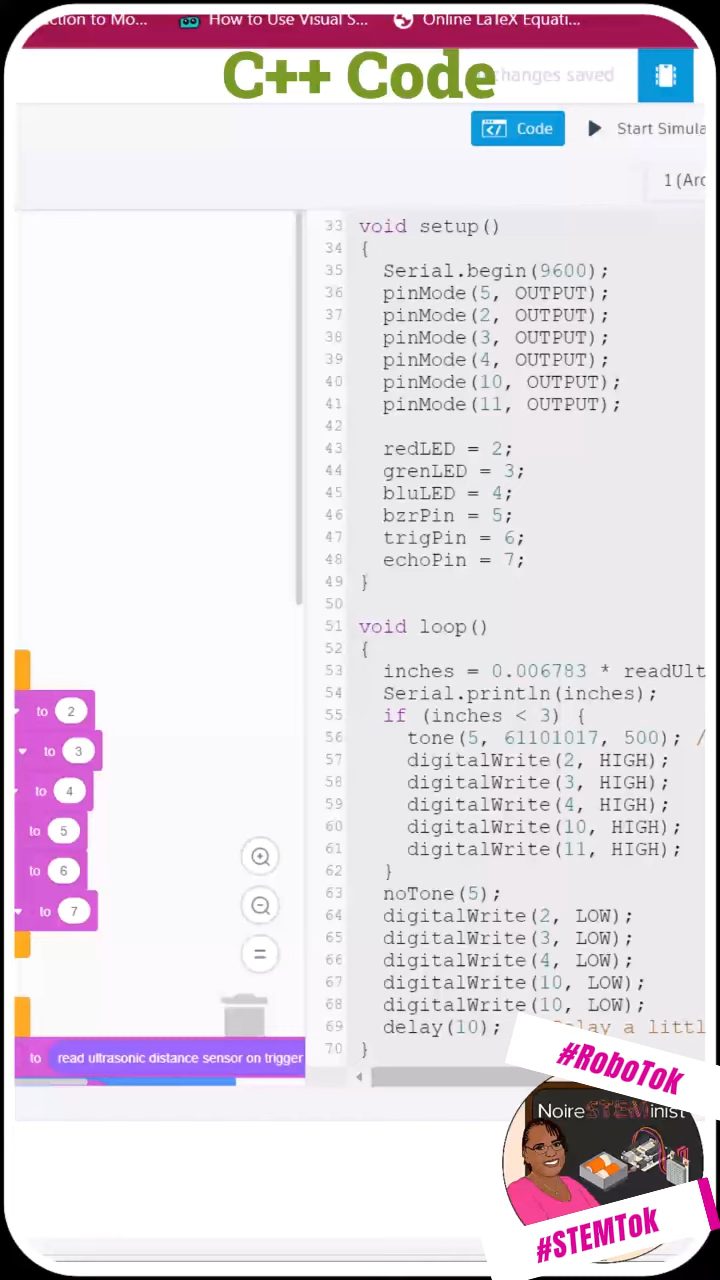 ction to Mo...
How to Use Visual S...
Online LaTeX Equati...
C++ Code
changes saved
Code
Start Simula
1 (Arc
33 void setup()
34 {
35 Serial.begin(9600);
36 pinMode(5, OUTPUT);
37 pinMode(2, OUTPUT);
38 pinMode(3, OUTPUT);
39 pinMode(4, OUTPUT);
40 pinMode(10, OUTPUT);
41 pinMode(11, OUTPUT);
42
43 redLED = 2;
44 grenLED = 3;
45 bluLED = 4;
46 bzrPin = 5;
47 trigPin = 6;
48 echoPin = 7;
49 }
50
51 void loop()
52 {
53 inches = 0.006783 * readUlt
54 Serial.println(inches);
55 if (inches < 3) {
56 tone(5, 61101017, 500); /
57 digitalWrite(2, HIGH);
58 digitalWrite(3, HIGH);
59 digitalWrite(4, HIGH);
60 digitalWrite(10, HIGH);
61 digitalWrite(11, HIGH);
62 }
63 noTone(5);
64 digitalWrite(2, LOW);
65 digitalWrite(3, LOW);
66 digitalWrite(4, LOW);
67 digitalWrite(10, LOW);
68 digitalWrite(10, LOW);
69 delay(10); Delay a littl
70 }
to 2
to 3
to 4
to 5
to 6
to 7
to read ultrasonic distance sensor on trigger
#RoboTok
NoireSTEMinist
#STEMTok